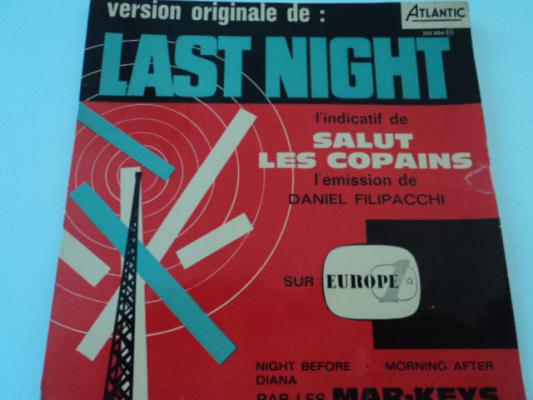 version originale de :
ATLANTIC
LAST NIGHT
l'indicatif de
SALUT
LES COPAINS
l'émission de
DANIEL FILIPACCHI
SUR EUROPE 1
NIGHT BEFORE - MORNING AFTER
DIANA
PAR LES MAR-KEYS